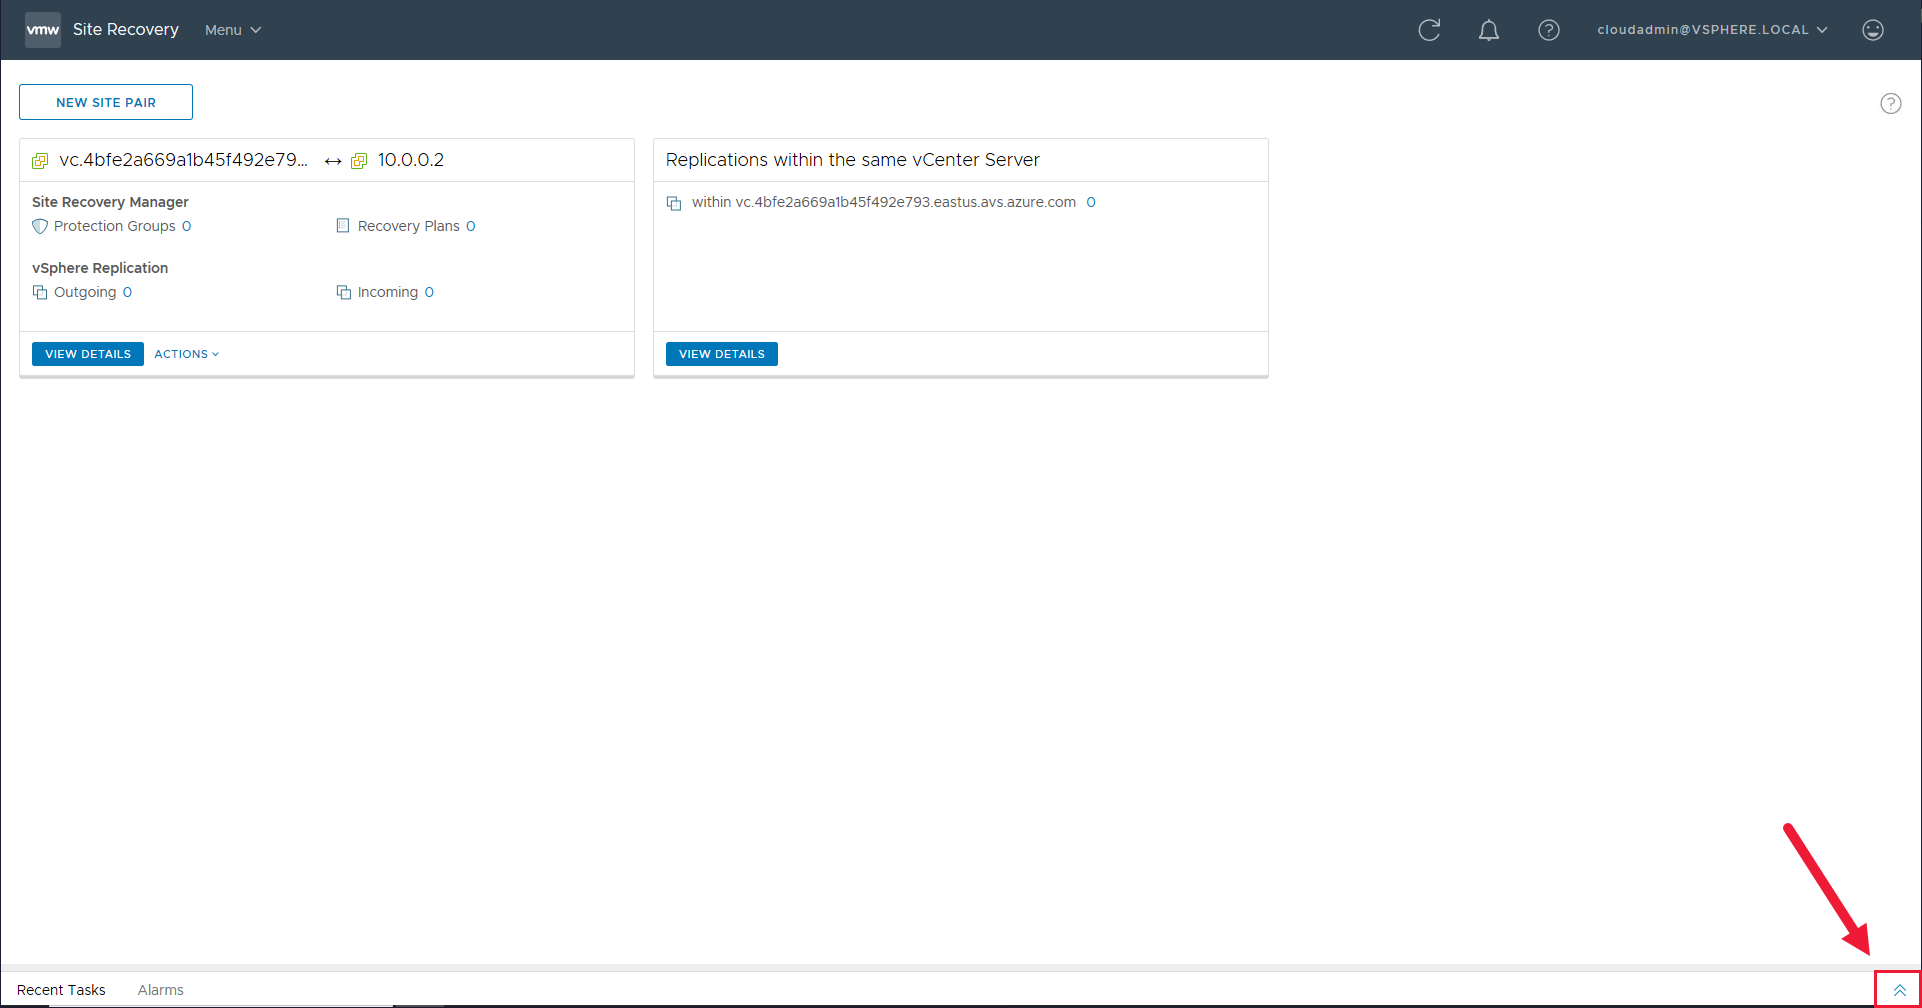 vmw Site Recovery Menu cloudadmin@VSPHERE.LOCAL
NEW SITE PAIR
vc.4bfe2a669a1b45f492e79... 10.0.0.2
Site Recovery Manager
Protection Groups 0 Recovery Plans 0
vSphere Replication
Outgoing 0 Incoming 0
VIEW DETAILS ACTIONS
Replications within the same vCenter Server
within vc.4bfe2a669a1b45f492e793.eastus.avs.azure.com 0
VIEW DETAILS
Recent Tasks Alarms